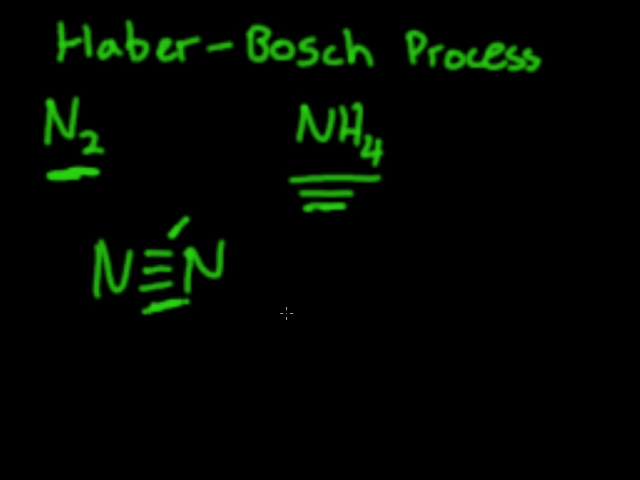 Haber-Bosch Process
N₂ NH₄
N≡N